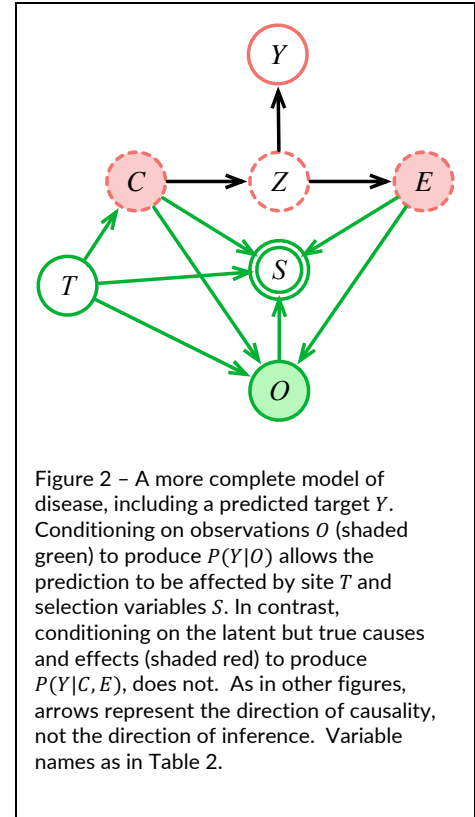 Y
C
Z
E
S
T
O
Figure 2 – A more complete model of
disease, including a predicted target Y.
Conditioning on observations O (shaded
green) to produce P(Y|O) allows the
prediction to be affected by site T and
selection variables S. In contrast,
conditioning on the latent but true causes
and effects (shaded red) to produce
P(Y|C, E), does not. As in other figures,
arrows represent the direction of causality,
not the direction of inference. Variable
names as in Table 2.